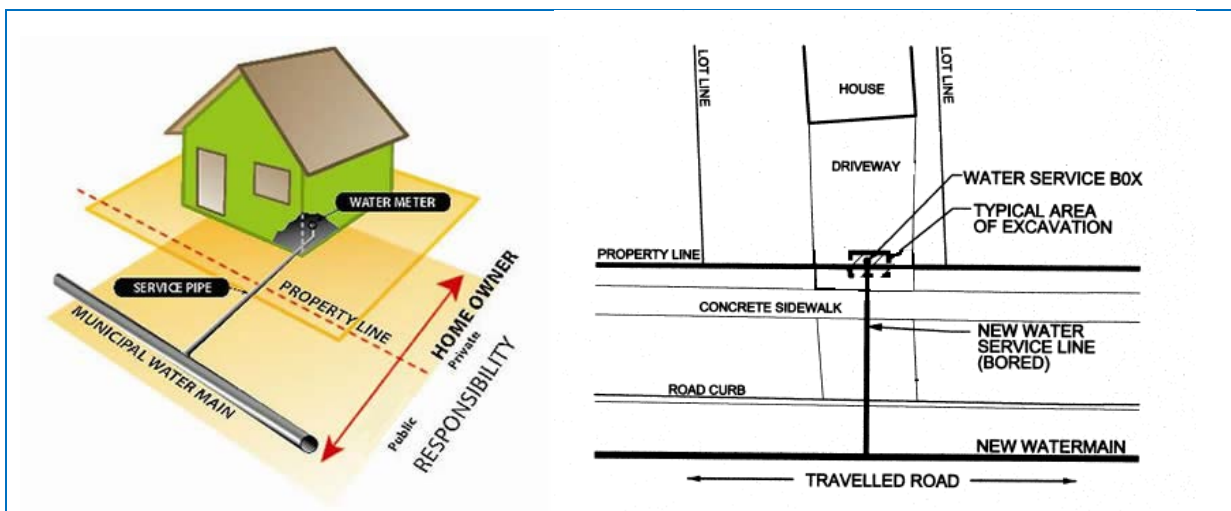 WATER METER
SERVICE PIPE
PROPERTY LINE
MUNICIPAL WATER MAIN
HOME OWNER
Private
Public
RESPONSIBILITY
LOT LINE
LOT LINE
HOUSE
DRIVEWAY
WATER SERVICE B0X
TYPICAL AREA
OF EXCAVATION
PROPERTY LINE
CONCRETE SIDEWALK
NEW WATER
SERVICE LINE
(BORED)
ROAD CURB
NEW WATERMAIN
TRAVELLED ROAD